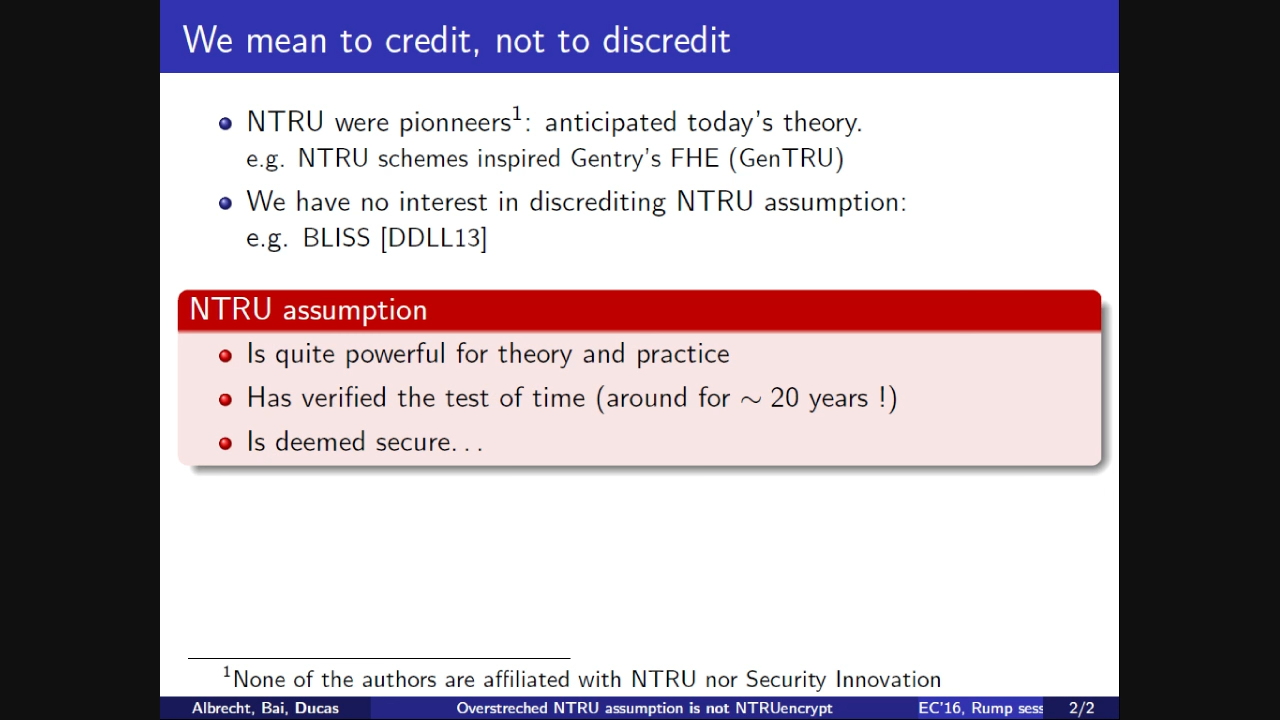 We mean to credit, not to discredit
NTRU were pionneers¹: anticipated today's theory.
e.g. NTRU schemes inspired Gentry's FHE (GenTRU)
We have no interest in discrediting NTRU assumption:
e.g. BLISS [DDLL13]
NTRU assumption
Is quite powerful for theory and practice
Has verified the test of time (around for ∼ 20 years !)
Is deemed secure...
¹None of the authors are affiliated with NTRU nor Security Innovation
Albrecht, Bai, Ducas Overstreched NTRU assumption is not NTRUencrypt EC'16, Rump sess 2/2